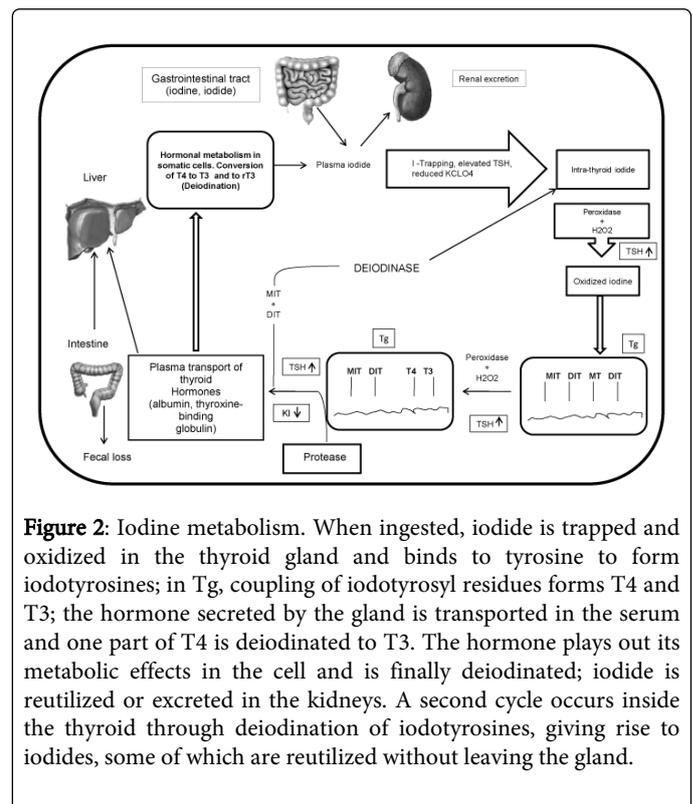 Gastrointestinal tract
(iodine, iodide)
Renal excretion
Hormonal metabolism in
somatic cells. Conversion
of T4 to T3 and to rT3
(Deiodination)
Plasma iodide
I -Trapping, elevated TSH,
reduced KCLO4
Intra-thyroid iodide
Liver
Peroxidase
+
H2O2
TSH ↑
Oxidized iodine
DEIODINASE
MIT
+
DIT
Tg
Tg
Intestine
Plasma transport of
thyroid
Hormones
(albumin, thyroxine-
binding
globulin)
TSH ↑
KI ↓
MIT DIT T4 T3
Peroxidase
+
H2O2
TSH ↑
MIT DIT MT DIT
Fecal loss
Protease
Figure 2: Iodine metabolism. When ingested, iodide is trapped and
oxidized in the thyroid gland and binds to tyrosine to form
iodotyrosines; in Tg, coupling of iodotyrosyl residues forms T4 and
T3; the hormone secreted by the gland is transported in the serum
and one part of T4 is deiodinated to T3. The hormone plays out its
metabolic effects in the cell and is finally deiodinated; iodide is
reutilized or excreted in the kidneys. A second cycle occurs inside
the thyroid through deiodination of iodotyrosines, giving rise to
iodides, some of which are reutilized without leaving the gland.